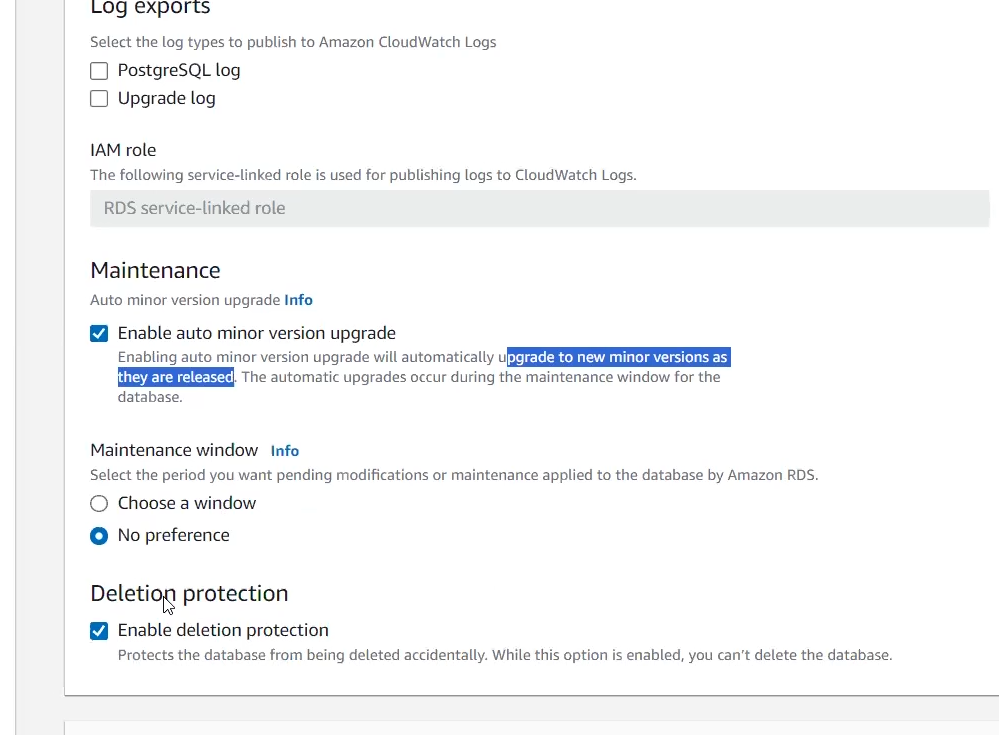 Log exports
Select the log types to publish to Amazon CloudWatch Logs
PostgreSQL log
Upgrade log
IAM role
The following service-linked role is used for publishing logs to CloudWatch Logs.
RDS service-linked role
Maintenance
Auto minor version upgrade Info
Enable auto minor version upgrade
Enabling auto minor version upgrade will automatically upgrade to new minor versions as
they are released. The automatic upgrades occur during the maintenance window for the
database.
Maintenance window Info
Select the period you want pending modifications or maintenance applied to the database by Amazon RDS.
Choose a window
No preference
Deletion protection
Enable deletion protection
Protects the database from being deleted accidentally. While this option is enabled, you can't delete the database.